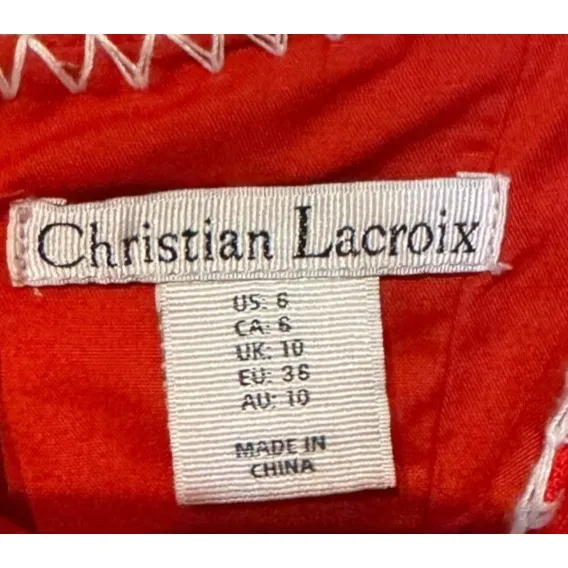 Christian Lacroix
US: 6
CA: 6
UK: 10
EU: 36
AU: 10
MADE IN
CHINA